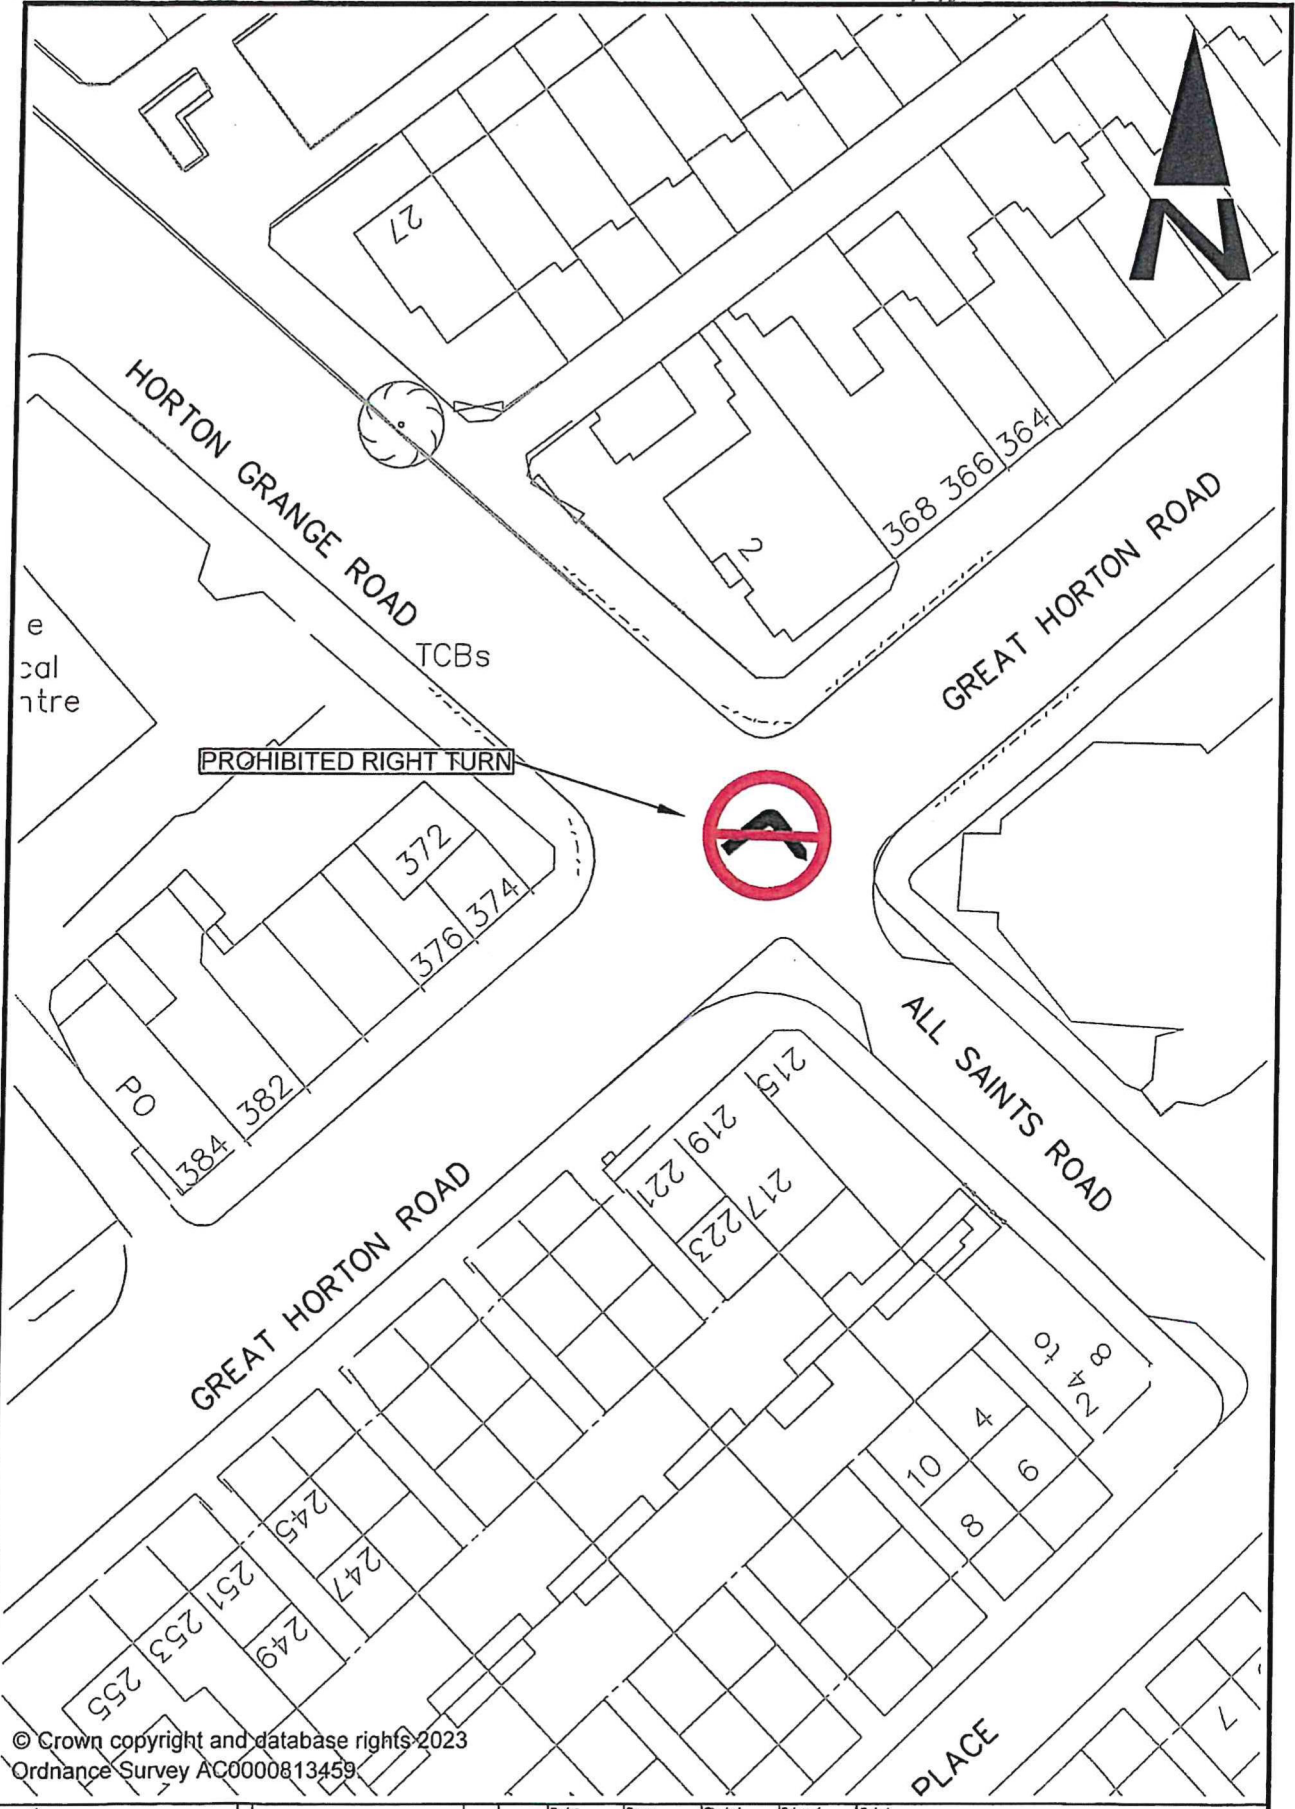 N
27
HORTON GRANGE ROAD
364
366
368
GREAT HORTON ROAD
2
e
cal
ntre
TCBs
PROHIBITED RIGHT TURN
372
374
376
382
384
PO
ALL SAINTS ROAD
215
219
221
217
223
GREAT HORTON ROAD
2 4 to 8
4
6
10
8
245
247
251
249
253
255
7
PLACE
© Crown copyright and database rights 2023
Ordnance Survey AC0000813459